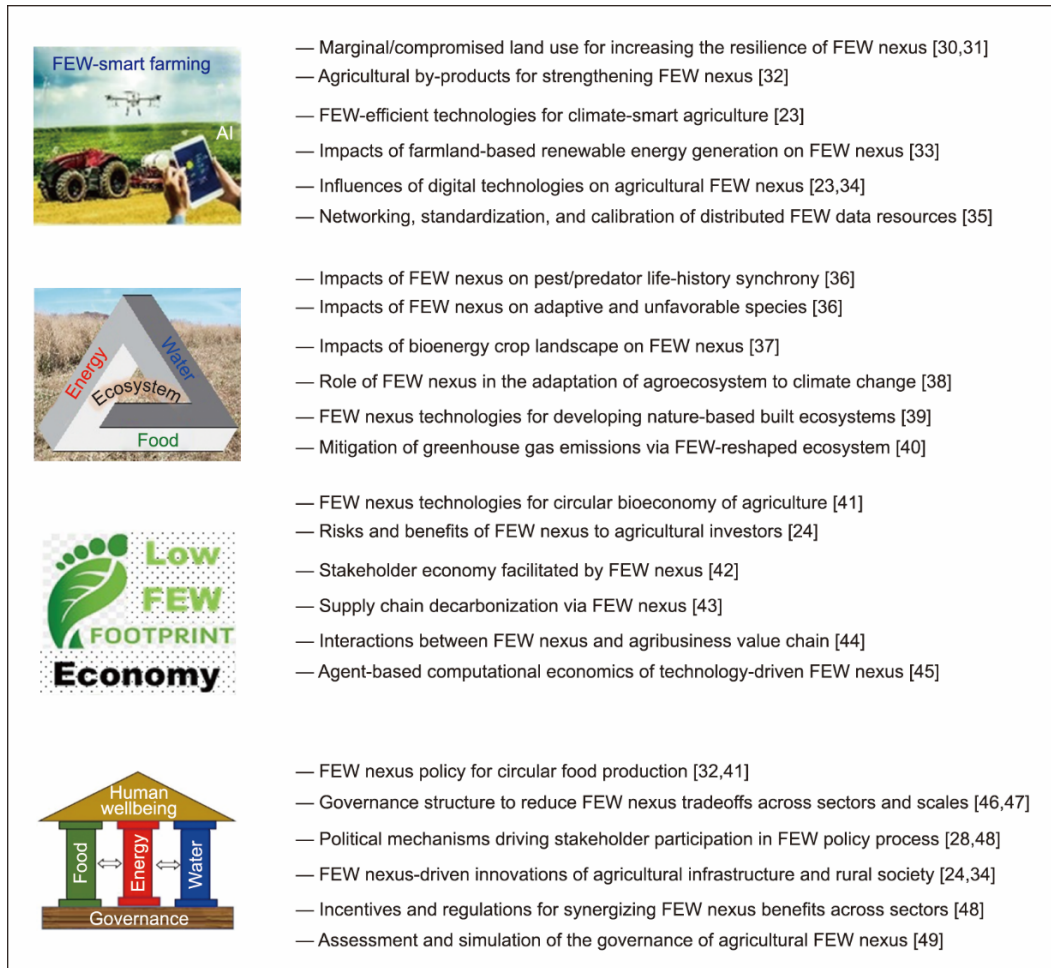 FEW-smart farming
AI
— Marginal/compromised land use for increasing the resilience of FEW nexus [30,31]
— Agricultural by-products for strengthening FEW nexus [32]
— FEW-efficient technologies for climate-smart agriculture [23]
— Impacts of farmland-based renewable energy generation on FEW nexus [33]
— Influences of digital technologies on agricultural FEW nexus [23,34]
— Networking, standardization, and calibration of distributed FEW data resources [35]
Energy
Water
Ecosystem
Food
— Impacts of FEW nexus on pest/predator life-history synchrony [36]
— Impacts of FEW nexus on adaptive and unfavorable species [36]
— Impacts of bioenergy crop landscape on FEW nexus [37]
— Role of FEW nexus in the adaptation of agroecosystem to climate change [38]
— FEW nexus technologies for developing nature-based built ecosystems [39]
— Mitigation of greenhouse gas emissions via FEW-reshaped ecosystem [40]
Low
FEW
FOOTPRINT
Economy
— FEW nexus technologies for circular bioeconomy of agriculture [41]
— Risks and benefits of FEW nexus to agricultural investors [24]
— Stakeholder economy facilitated by FEW nexus [42]
— Supply chain decarbonization via FEW nexus [43]
— Interactions between FEW nexus and agribusiness value chain [44]
— Agent-based computational economics of technology-driven FEW nexus [45]
Human
wellbeing
Food
Energy
Water
Governance
— FEW nexus policy for circular food production [32,41]
— Governance structure to reduce FEW nexus tradeoffs across sectors and scales [46,47]
— Political mechanisms driving stakeholder participation in FEW policy process [28,48]
— FEW nexus-driven innovations of agricultural infrastructure and rural society [24,34]
— Incentives and regulations for synergizing FEW nexus benefits across sectors [48]
— Assessment and simulation of the governance of agricultural FEW nexus [49]